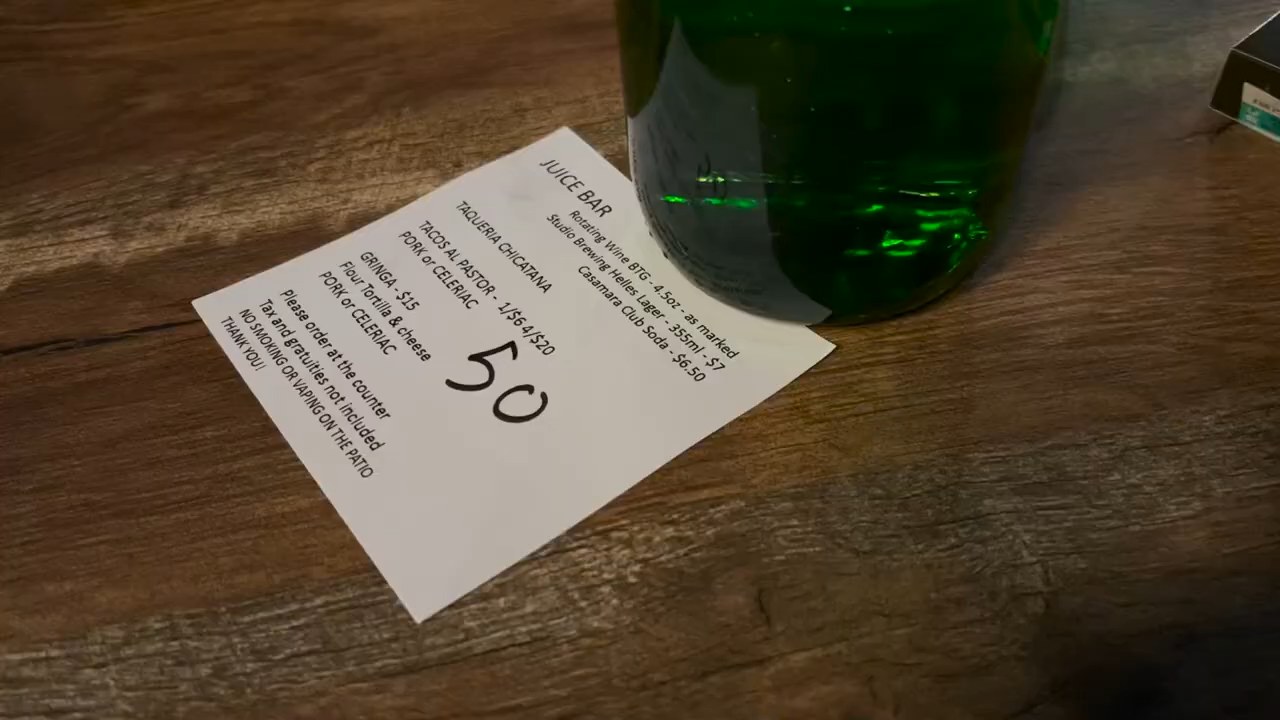 JUICE BAR
Rotating Wine BTG - 4.5oz - as marked
Studio Brewing Helles Lager - 355ml - $7
Casamara Club Soda - $6.50
TAQUERIA CHICATANA
TACOS AL PASTOR - 1/$6 4/$20
PORK or CELERIAC
GRINGA - $15
Flour Tortilla & cheese
PORK or CELERIAC
Please order at the counter
Tax and gratuities not included
NO SMOKING OR VAPING ON THE PATIO
THANK YOU!
50